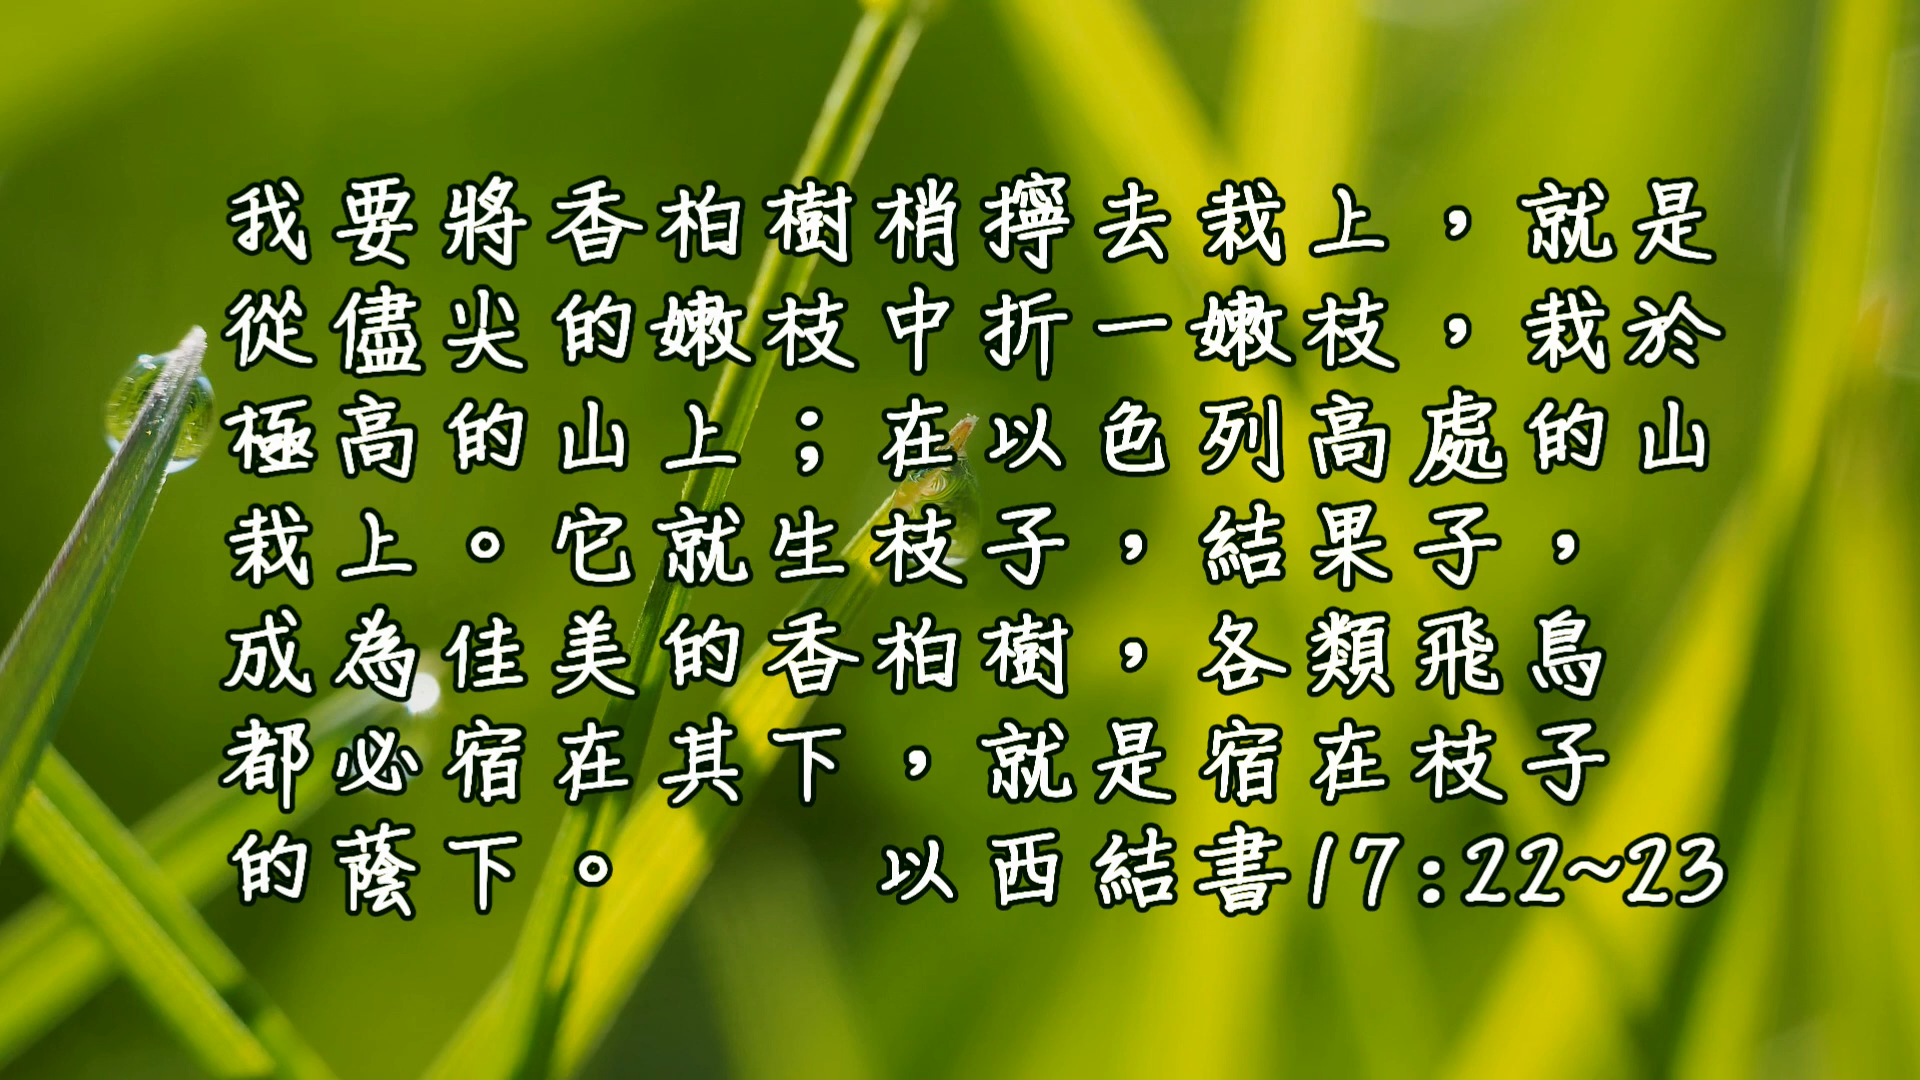 我要將香柏樹梢擰去栽上，就是
從儘尖的嫩枝中折一嫩枝，栽於
極高的山上；在以色列高處的山
栽上。它就生枝子，結果子，
成為佳美的香柏樹，各類飛鳥
都必宿在其下，就是宿在枝子
的蔭下。　　以西結書17:22~23